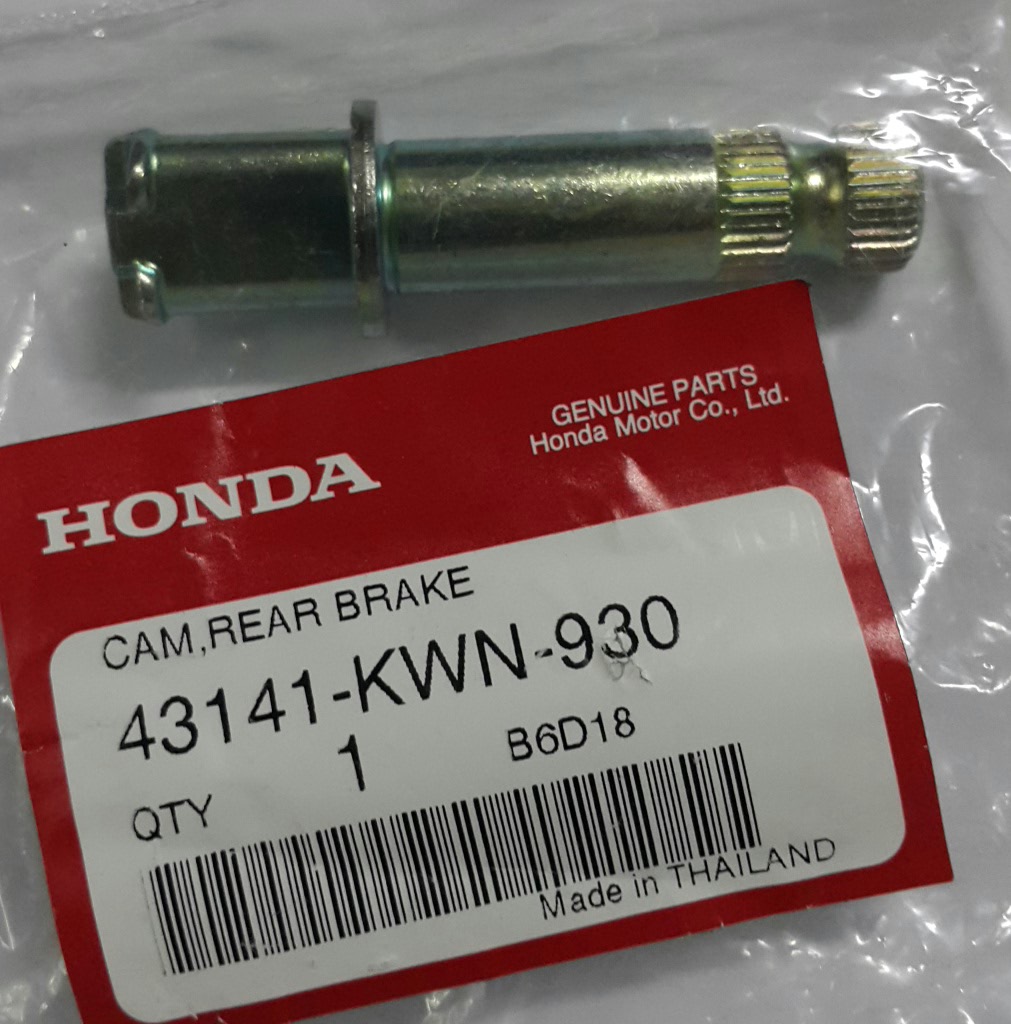 GENUINE PARTS
Honda Motor Co., Ltd.
HONDA
CAM,REAR BRAKE
43141-KWN-930
QTY 1 B6D18
Made in THAILAND